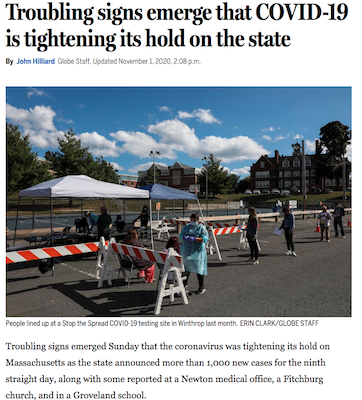 Troubling signs emerge that COVID-19
is tightening its hold on the state
By John Hilliard Globe Staff, Updated November 1, 2020, 2:08 p.m.
People lined up at a Stop the Spread COVID-19 testing site in Winthrop last month. ERIN CLARK/GLOBE STAFF
Troubling signs emerged Sunday that the coronavirus was tightening its hold on
Massachusetts as the state announced more than 1,000 new cases for the ninth
straight day, along with some reported at a Newton medical office, a Fitchburg
church, and in a Groveland school.